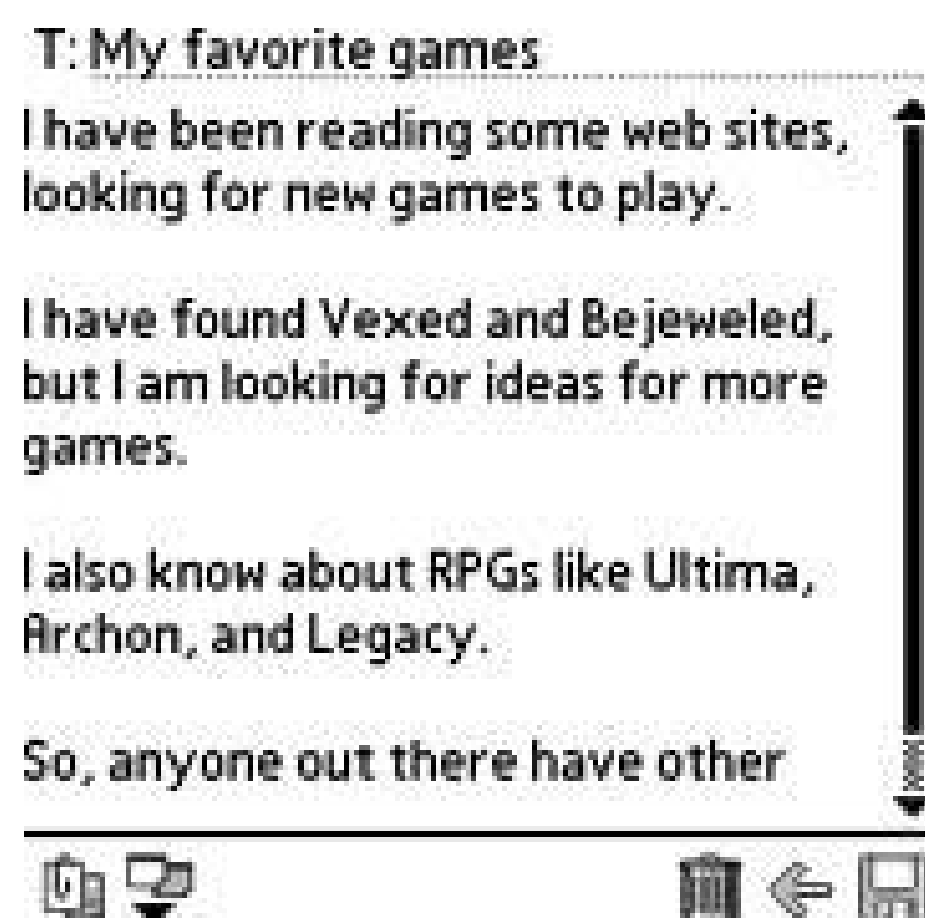 T: My favorite games
I have been reading some web sites,
looking for new games to play.
I have found Vexed and Bejeweled,
but I am looking for ideas for more
games.
I also know about RPGs like Ultima,
Archon, and Legacy.
So, anyone out there have other